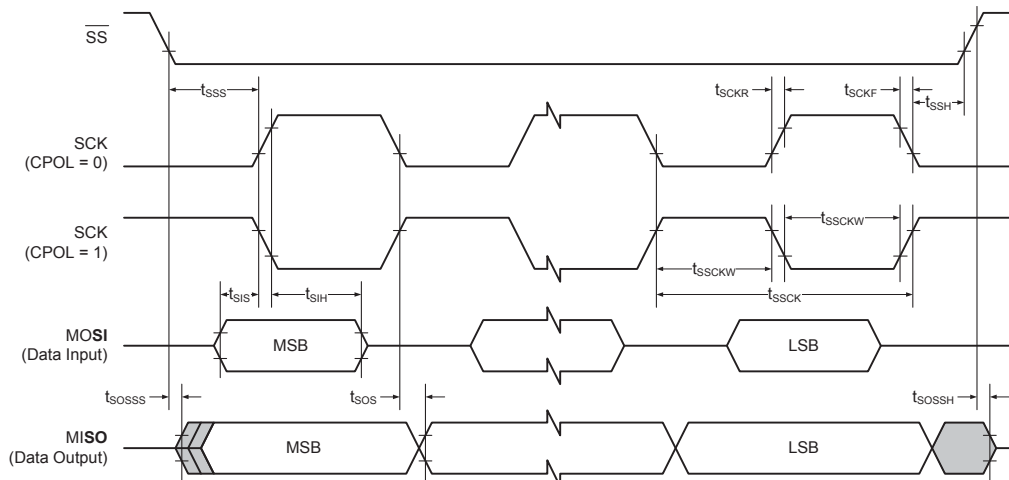 SS
tSSS
tSCKR
tSCKF
tSSH
SCK
(CPOL = 0)
SCK
(CPOL = 1)
tSSCKW
tSSCKW
tSIS
tSIH
tSSCK
MOSI
(Data Input)
MSB
LSB
tSOSSS
tSOS
tSOSSH
MISO
(Data Output)
MSB
LSB